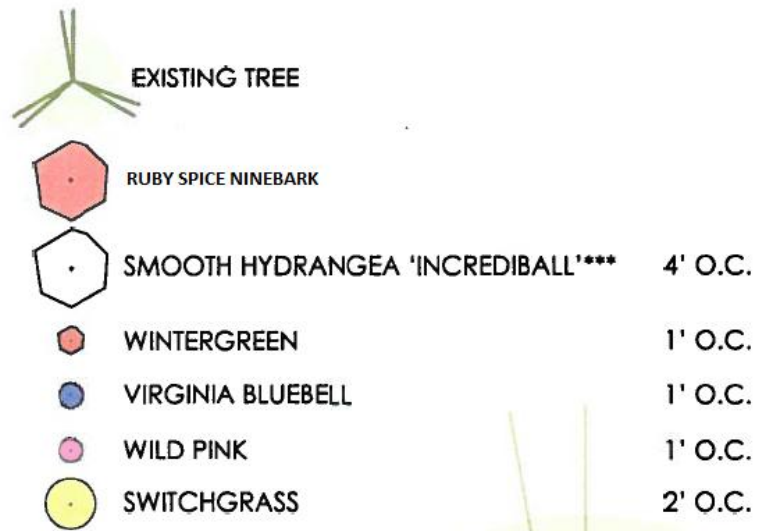 EXISTING TREE
RUBY SPICE NINEBARK
SMOOTH HYDRANGEA 'INCREDIBALL'*** 4' O.C.
WINTERGREEN 1' O.C.
VIRGINIA BLUEBELL 1' O.C.
WILD PINK 1' O.C.
SWITCHGRASS 2' O.C.